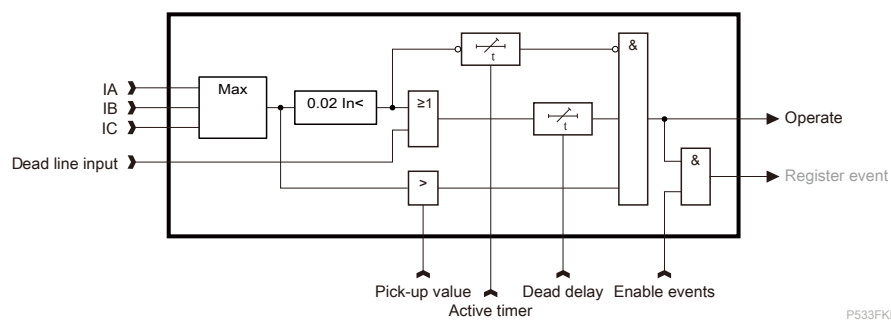 Max
0.02 In<
≥1
>
t
t
&
&
IA
IB
IC
Dead line input
Operate
Register event
Pick-up value
Active timer
Dead delay
Enable events
P533FK